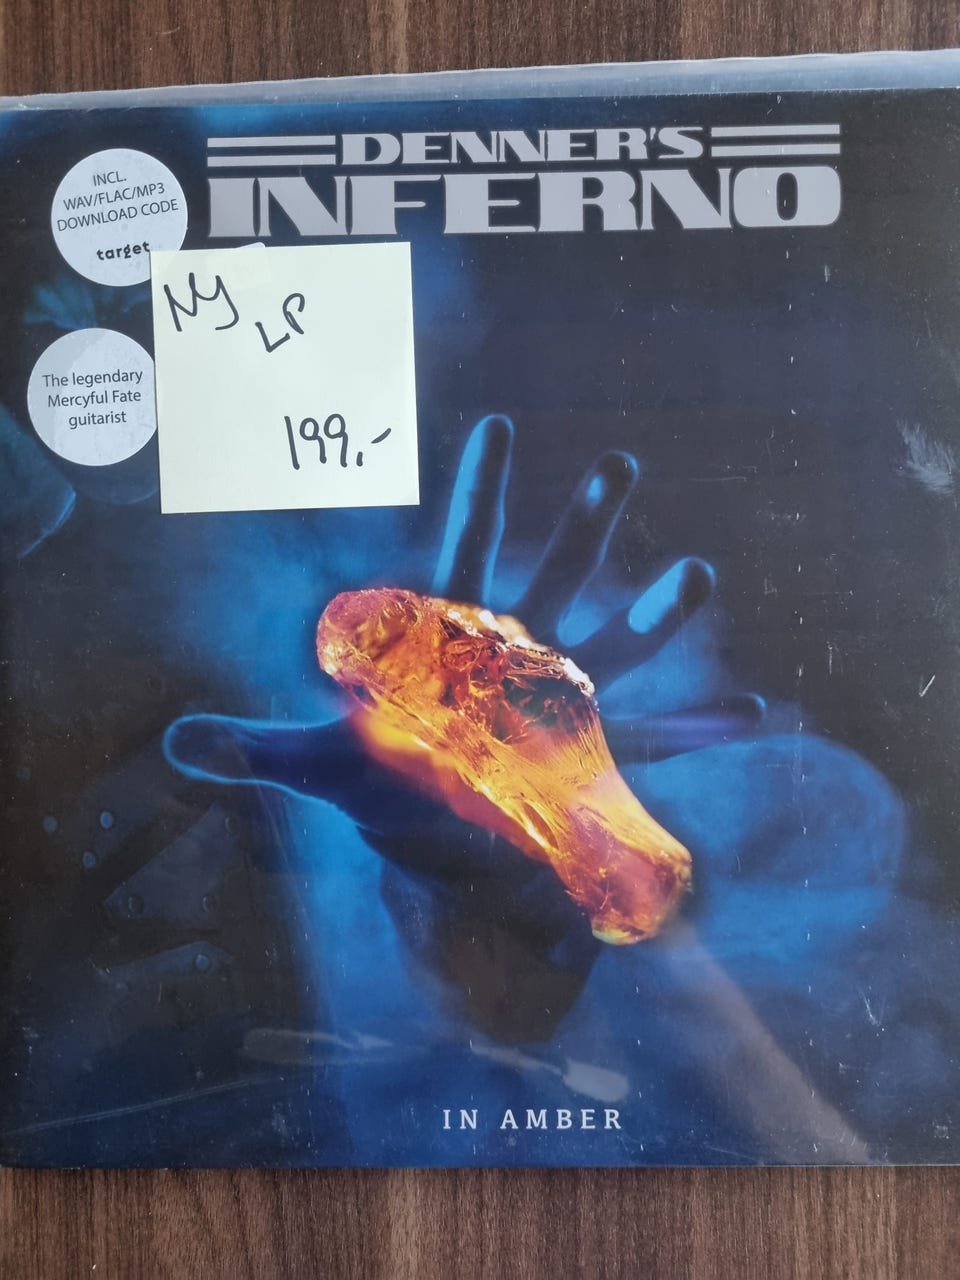 DENNER'S
INFERNO
INCL.
WAV/FLAC/MP3
DOWNLOAD CODE
target
Ny
LP
199,-
The legendary
Mercyful Fate
guitarist
IN AMBER